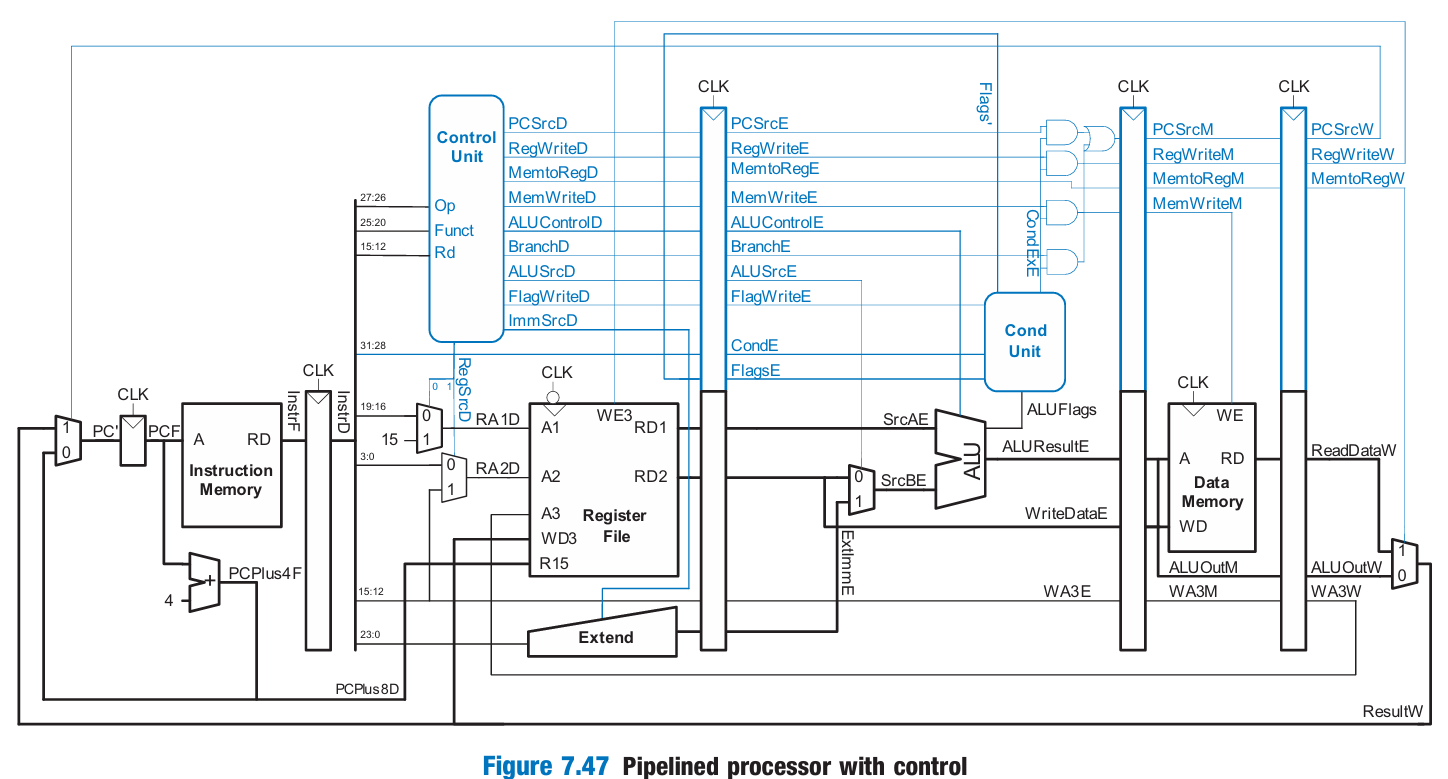 CLK
CLK
CLK
Flags'
Control
Unit
PCSrcD
RegWriteD
MemtoRegD
MemWriteD
ALUControlD
BranchD
ALUSrcD
FlagWriteD
ImmSrcD
PCSrcE
RegWriteE
MemtoRegE
MemWriteE
ALUControlE
BranchE
ALUSrcE
FlagWriteE
CondE
FlagsE
PCSrcM
RegWriteM
MemtoRegM
MemWriteM
PCSrcW
RegWriteW
MemtoRegW
27:26
Op
25:20
Funct
15:12
Rd
CondExE
Cond
Unit
31:28
RegSrcD
0 1
CLK
CLK
CLK
CLK
InstrF
InstrD
19:16
0
15
1
RA1D
3:0
0
1
RA2D
1
0
PC'
PCF
A RD
Instruction
Memory
PCPlus4F
+
4
A1
A2
A3
WD3
R15
WE3
RD1
RD2
Register
File
SrcAE
0
1
SrcBE
ALU
ALUFlags
ALUResultE
WriteDataE
ExtImmE
WE
A RD
Data
Memory
WD
ReadDataW
1
0
ALUOutM
ALUOutW
15:12
WA3E
WA3M
WA3W
23:0
Extend
PCPlus8D
ResultW
Figure 7.47 Pipelined processor with control